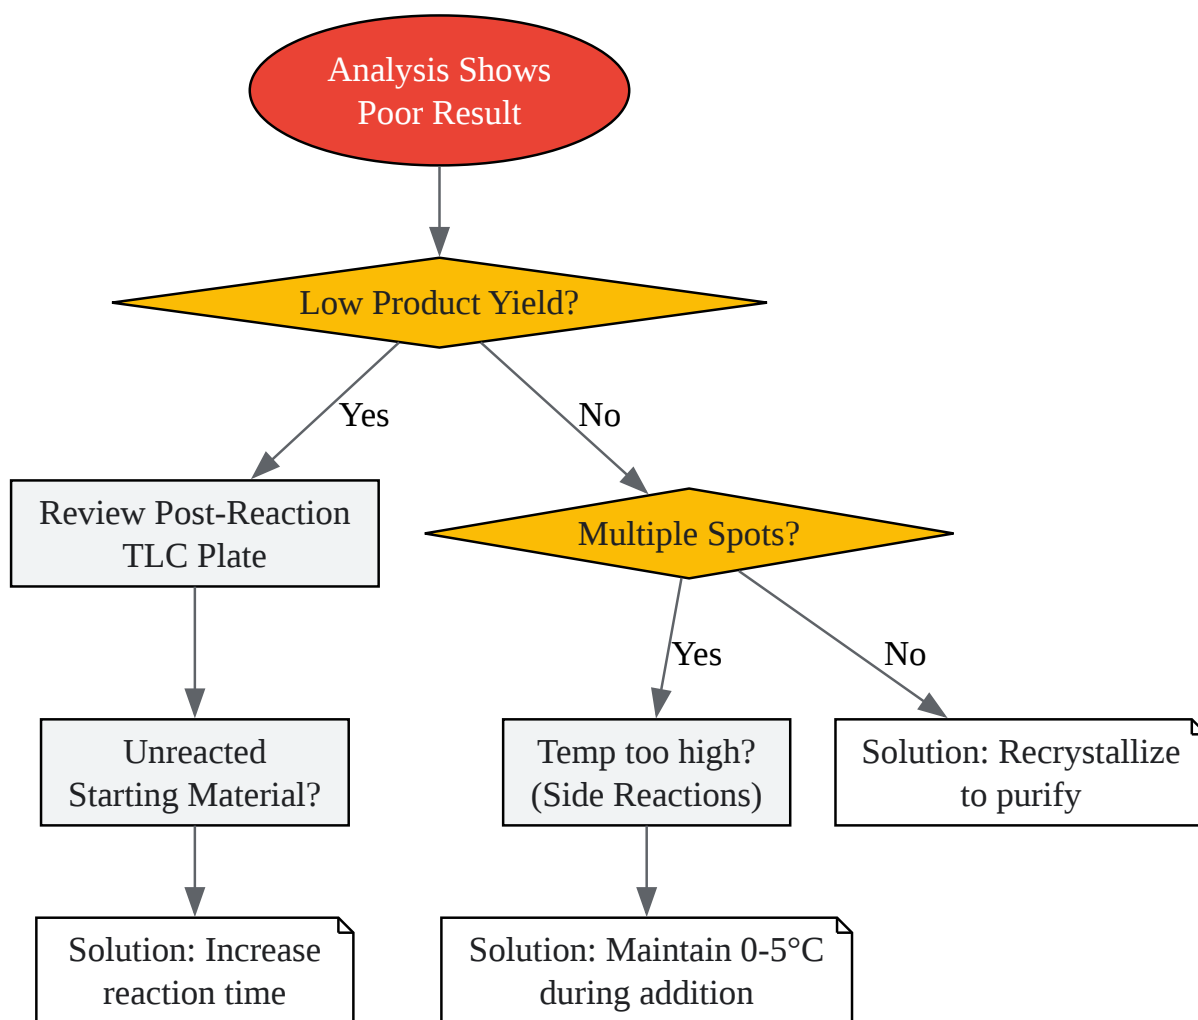 Analysis Shows
Poor Result
Low Product Yield?
Yes
No
Review Post-Reaction
TLC Plate
Multiple Spots?
Yes
No
Unreacted
Starting Material?
Temp too high?
(Side Reactions)
Solution: Recrystallize
to purify
Solution: Increase
reaction time
Solution: Maintain 0-5°C
during addition